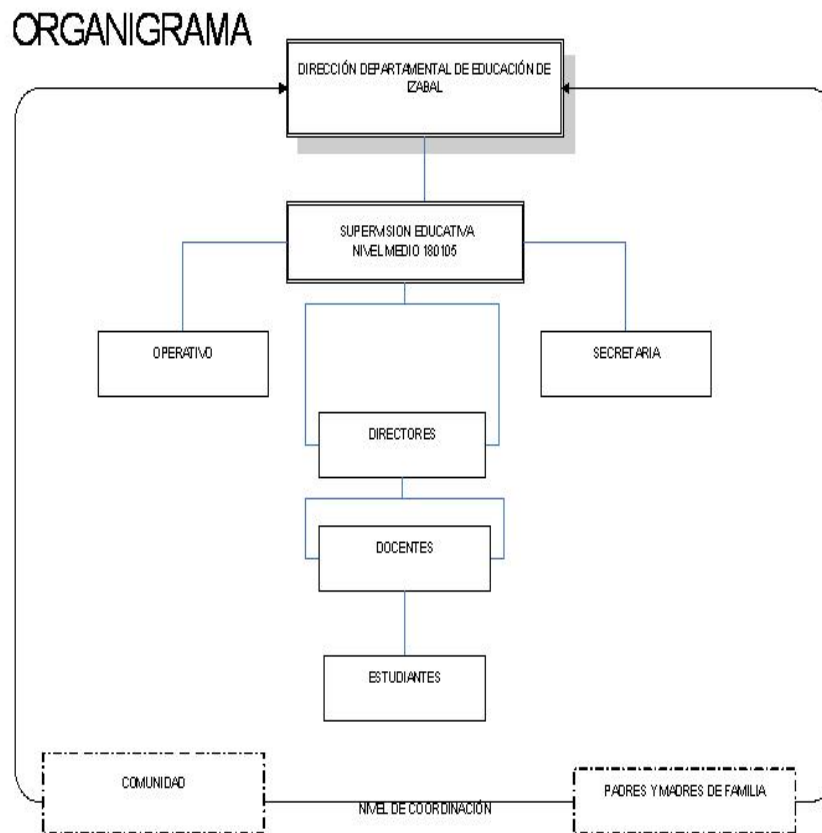 ORGANIGRAMA
DIRECCIÓN DEPARTAMENTAL DE EDUCACIÓN DE
IZABAL
SUPERVISION EDUCATIVA
NIVEL MEDIO 180105
OPERATIVO
SECRETARIA
DIRECTORES
DOCENTES
ESTUDIANTES
COMUNIDAD
PADRES Y MADRES DE FAMILIA
NIVEL DE COORDINACIÓN